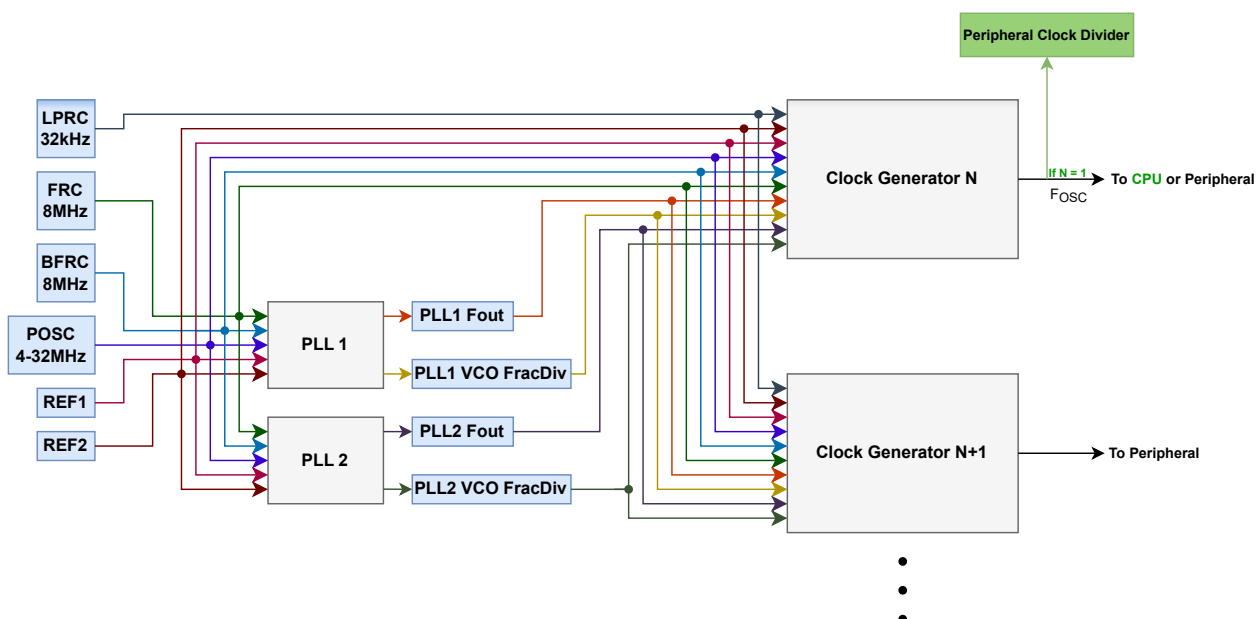 Peripheral Clock Divider
LPRC
32kHz
FRC
8MHz
BFRC
8MHz
POSC
4-32MHz
REF1
REF2
PLL 1
PLL 2
PLL1 Fout
PLL1 VCO FracDiv
PLL2 Fout
PLL2 VCO FracDiv
Clock Generator N
If N = 1
FOSC
To CPU or Peripheral
Clock Generator N+1
To Peripheral